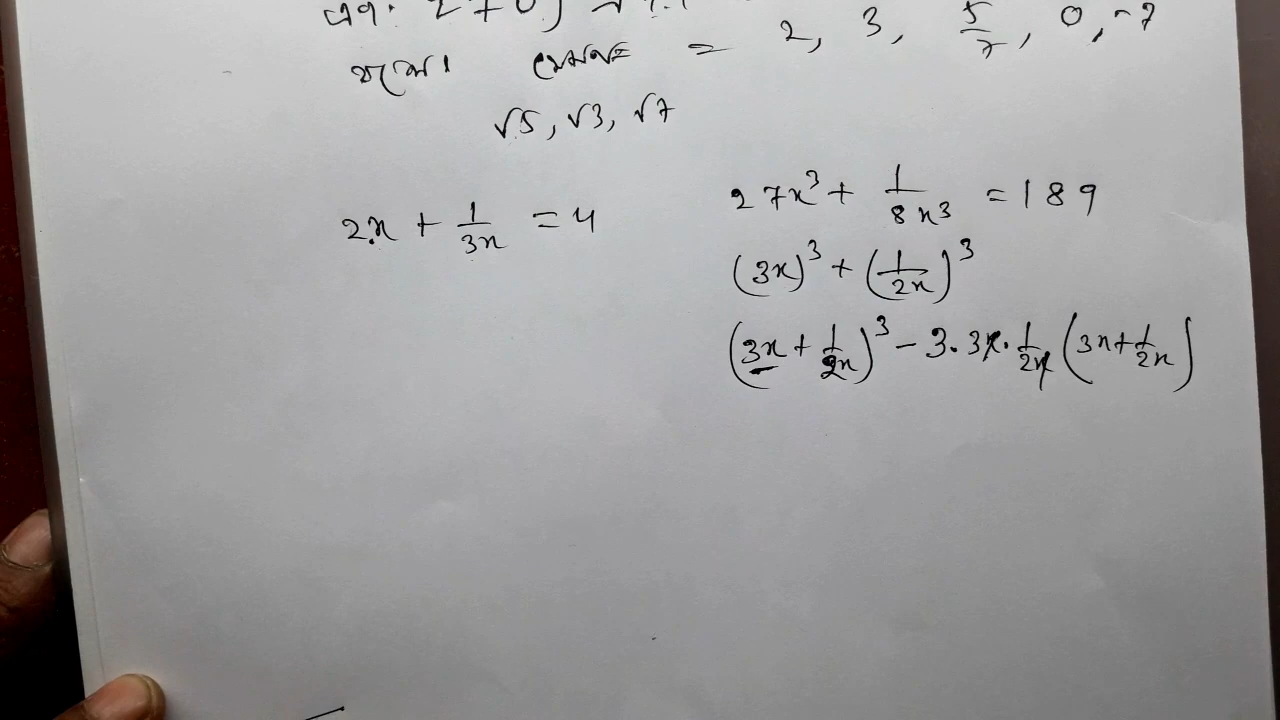 যেমনঃ = 2, 3, 5/7, 0, -7
√5, √3, √7
2x + 1/3x = 4
27x³ + 1/8x³ = 189
(3x)³ + (1/2x)³
(3x + 1/2x)³ - 3.3x.1/2x (3x + 1/2x)